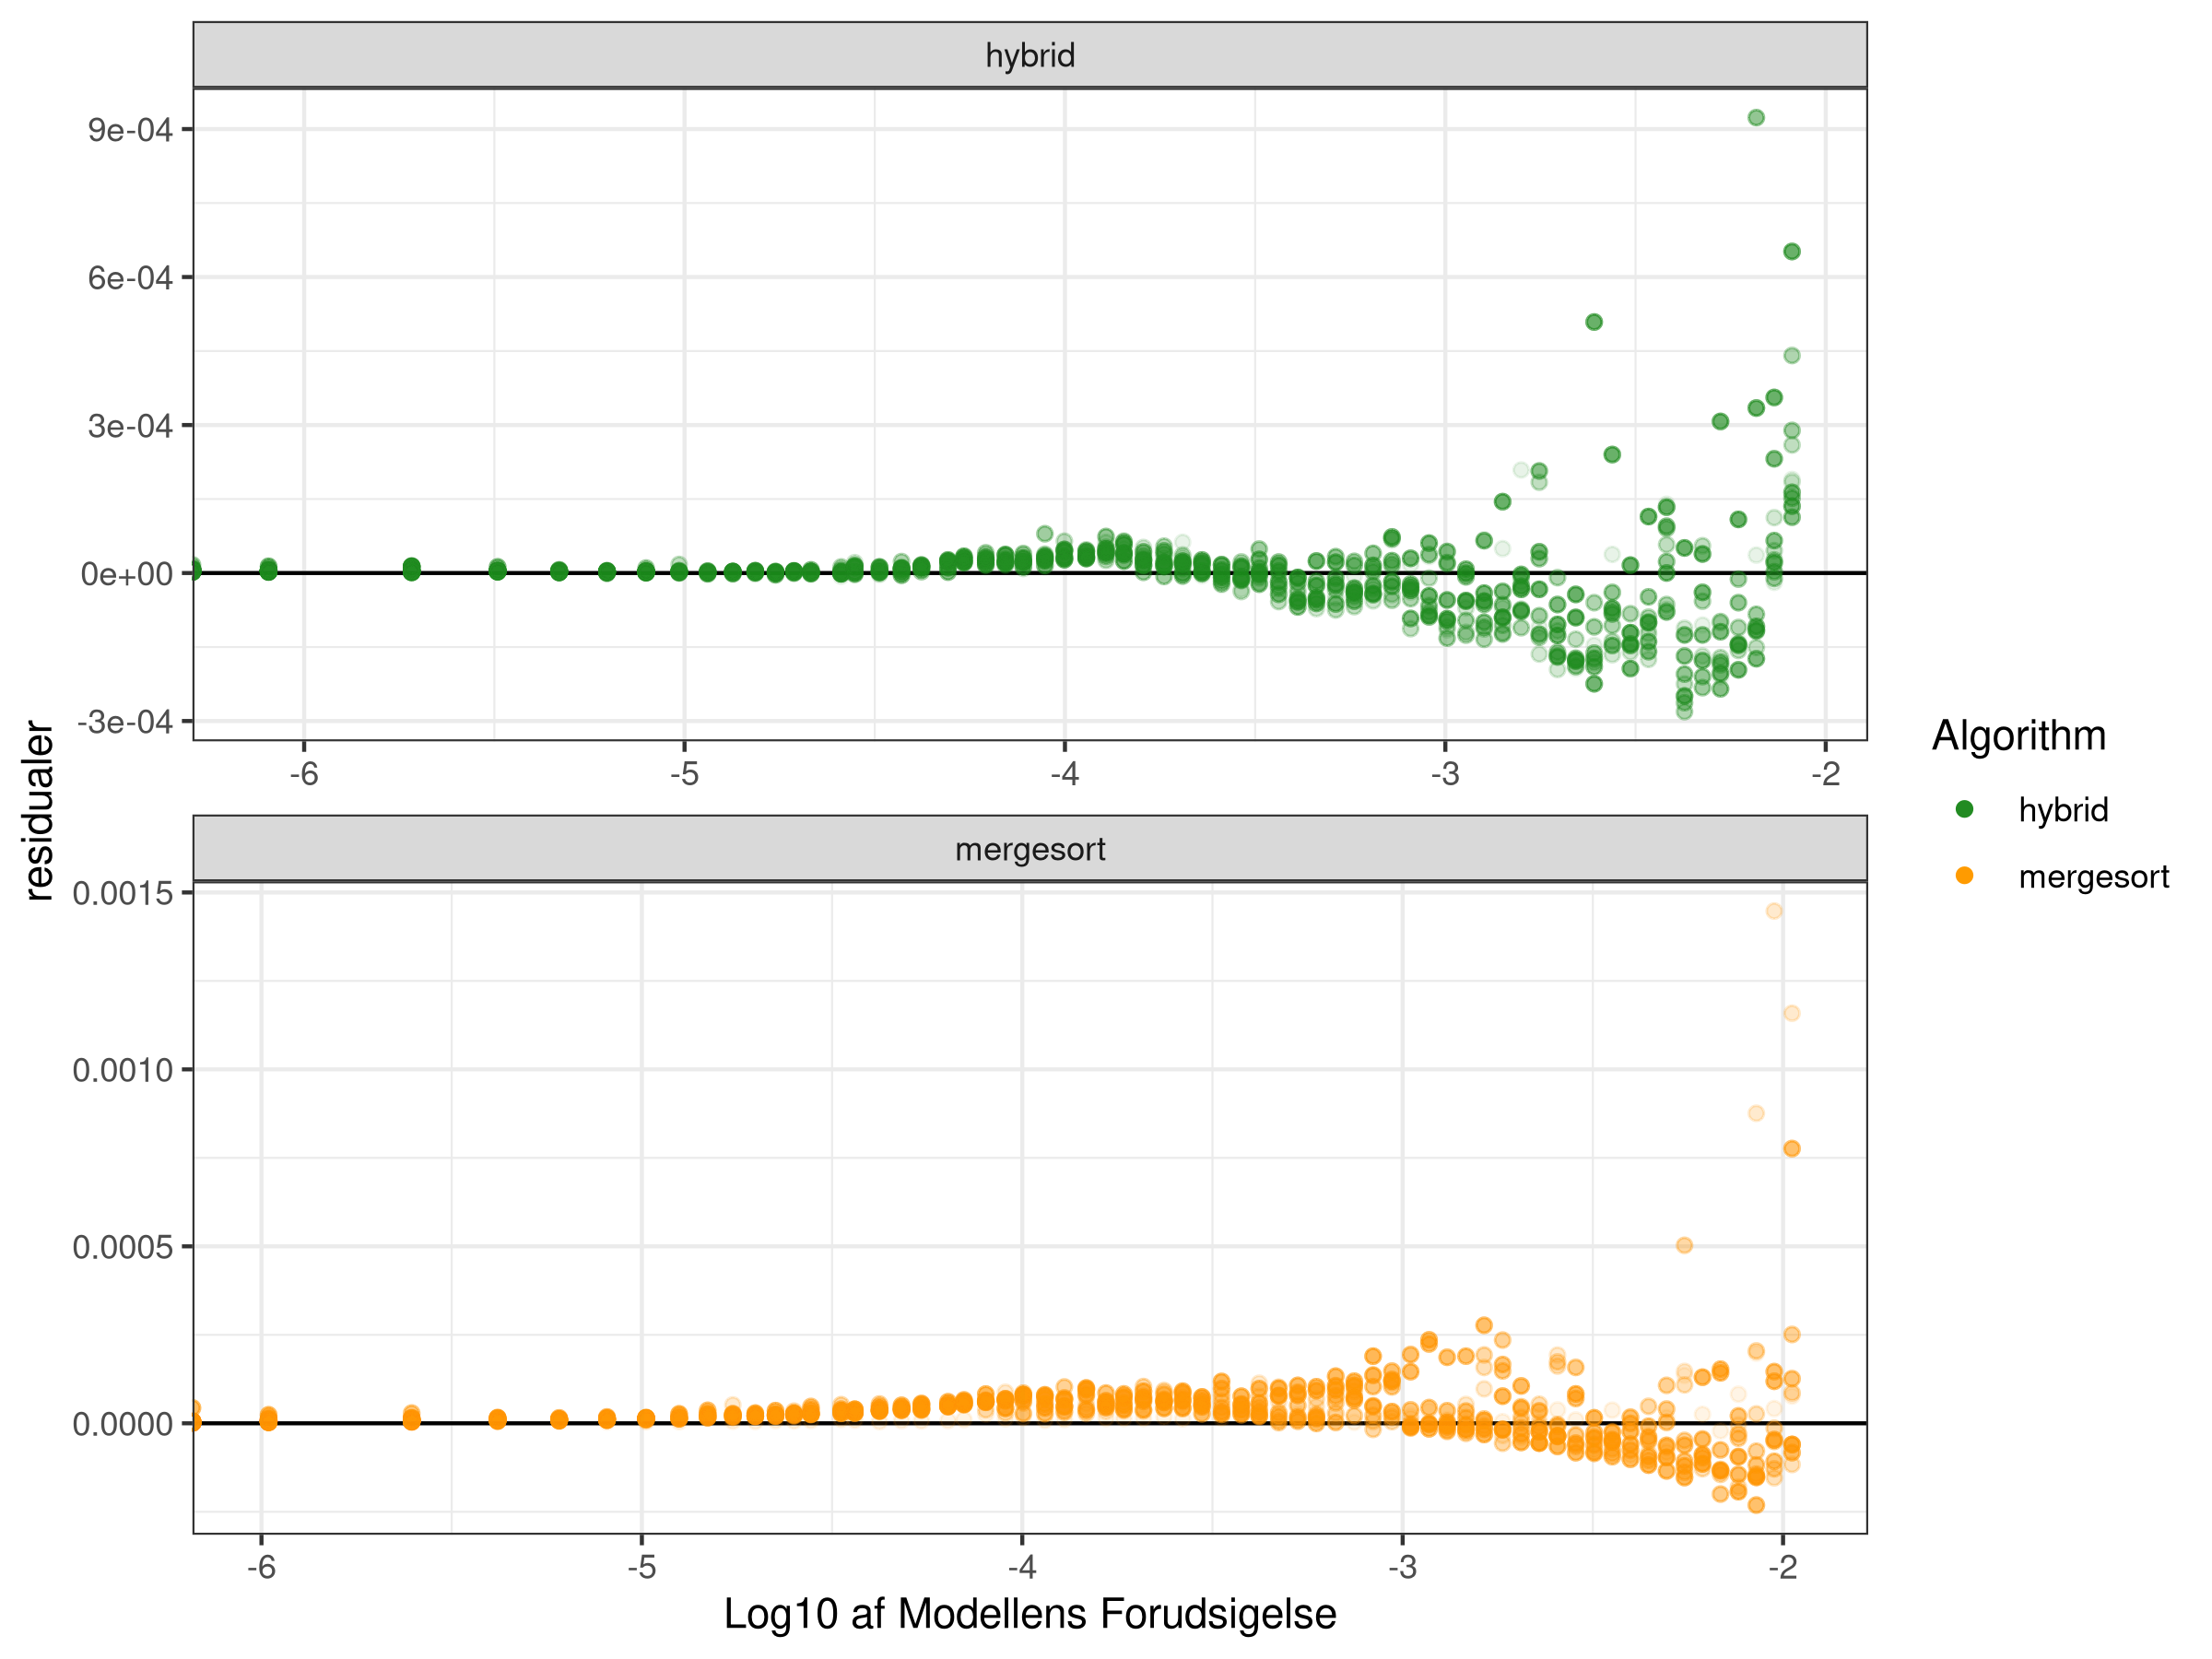 hybrid
9e-04
6e-04
3e-04
0e+00
-3e-04
-6 -5 -4 -3 -2
residualer
mergesort
0.0015
0.0010
0.0005
0.0000
-6 -5 -4 -3 -2
Log10 af Modellens Forudsigelse
Algorithm
hybrid
mergesort